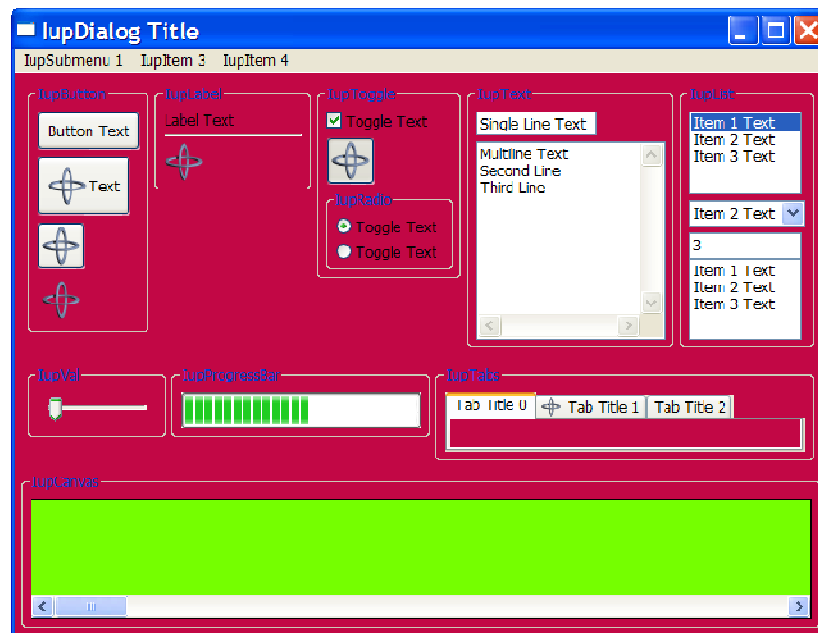 IupDialog Title
IupSubmenu 1 IupItem 3 IupItem 4
IupButton
Button Text
Text
IupLabel
Label Text
IupToggle
Toggle Text
IupRadio
Toggle Text
Toggle Text
IupText
Single Line Text
Multiline Text
Second Line
Third Line
IupList
Item 1 Text
Item 2 Text
Item 3 Text
Item 2 Text
3
Item 1 Text
Item 2 Text
Item 3 Text
IupVal
IupProgressBar
IupTabs
Tab Title 0 Tab Title 1 Tab Title 2
IupCanvas